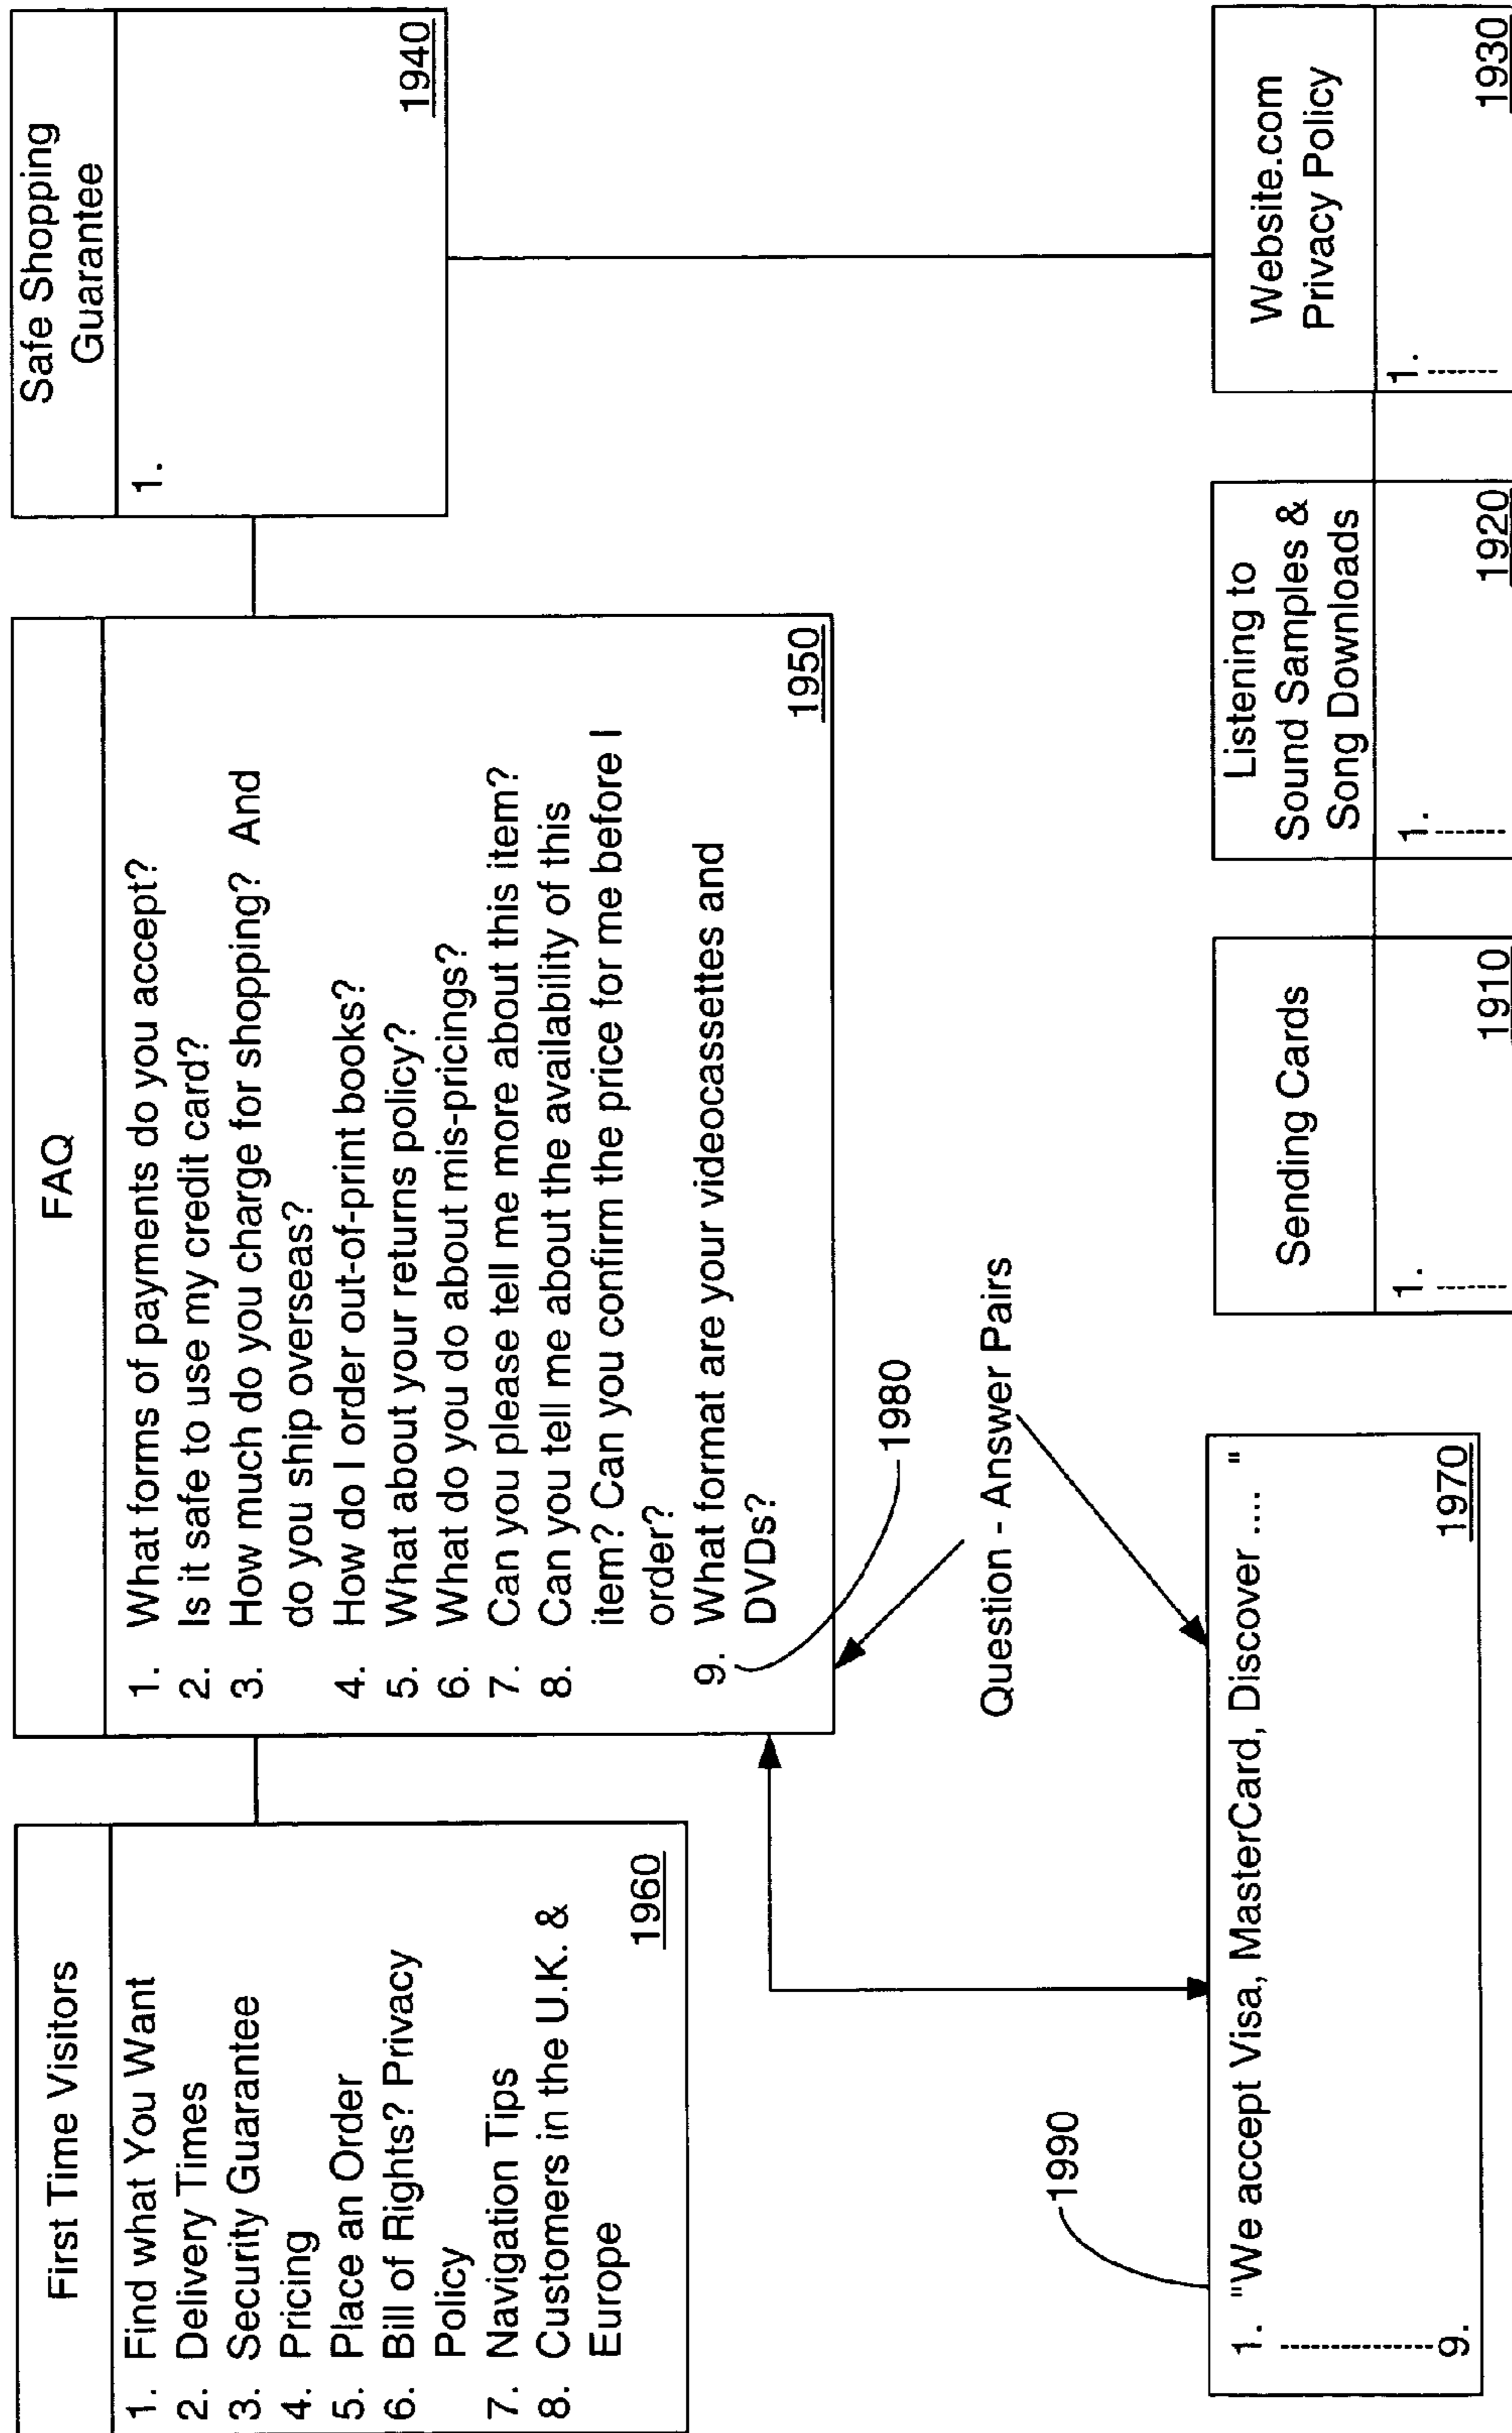 First Time Visitors
1. Find what You Want
2. Delivery Times
3. Security Guarantee
4. Pricing
5. Place an Order
6. Bill of Rights? Privacy
Policy
7. Navigation Tips
8. Customers in the U.K. &
Europe
1960
FAQ
1. What forms of payments do you accept?
2. Is it safe to use my credit card?
3. How much do you charge for shopping? And
do you ship overseas?
4. How do I order out-of-print books?
5. What about your returns policy?
6. What do you do about mis-pricings?
7. Can you please tell me more about this item?
8. Can you tell me about the availability of this
item? Can you confirm the price for me before I
order?
9. What format are your videocassettes and
DVDs?
1950
Safe Shopping
Guarantee
1.
1940
1980
Question - Answer Pairs
1990
1. "We accept Visa, MasterCard, Discover .... "
9.
1970
Sending Cards
1.
1910
Listening to
Sound Samples &
Song Downloads
1.
1920
Website.com
Privacy Policy
1.
1930